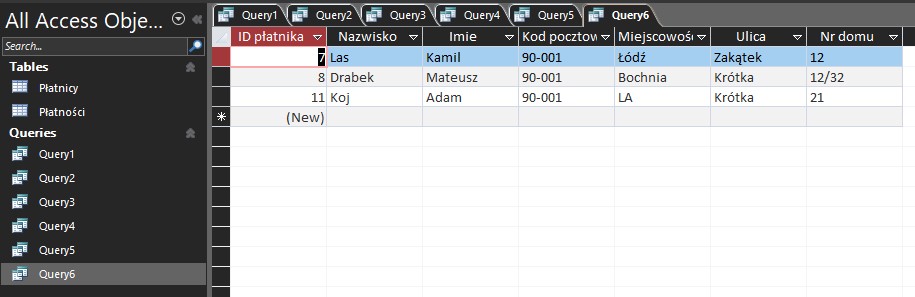 All Access Obje...
Search...
Tables
Płatnicy
Płatności
Queries
Query1
Query2
Query3
Query4
Query5
Query6
Query1 Query2 Query3 Query4 Query5 Query6
ID płatnika Nazwisko Imie Kod pocztow Miejscowoś Ulica Nr domu
7 Las Kamil 90-001 Łódź Zakątek 12
8 Drabek Mateusz 90-001 Bochnia Krótka 12/32
11 Koj Adam 90-001 LA Krótka 21
(New)